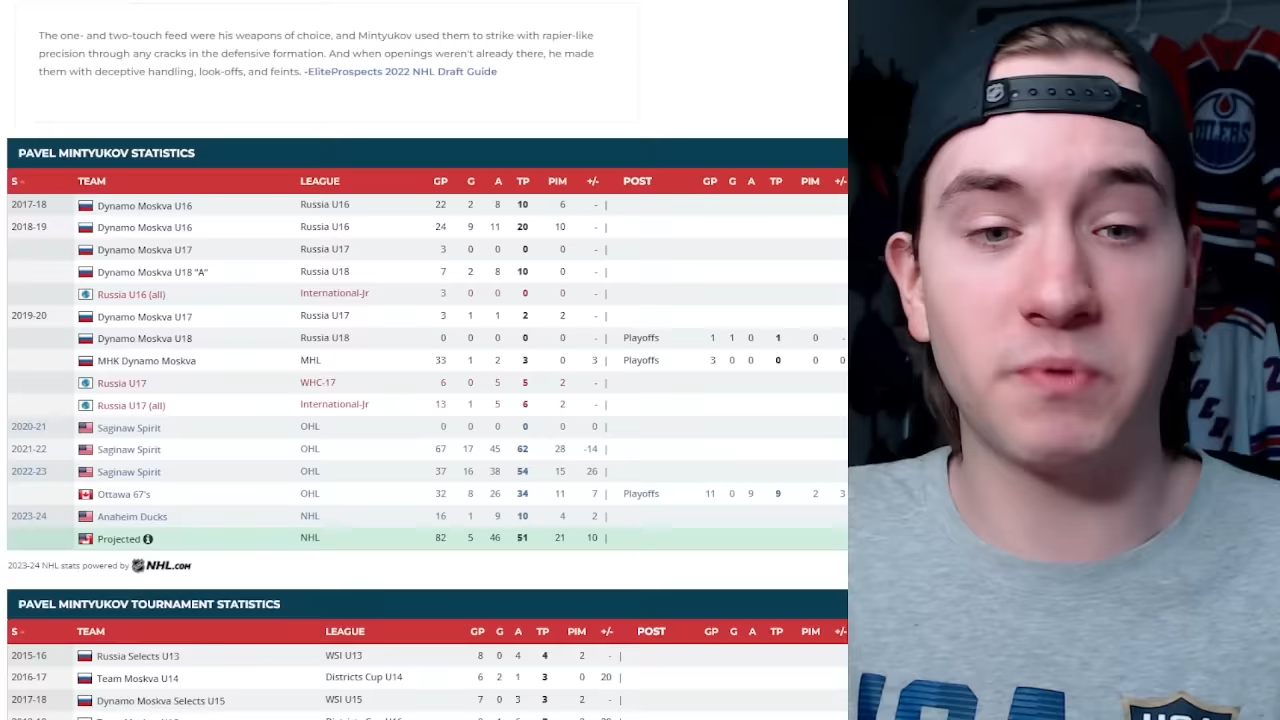 The one- and two-touch feed were his weapons of choice, and Mintyukov used them to strike with rapier-like
precision through any cracks in the defensive formation. And when openings weren't already there, he made
them with deceptive handling, look-offs, and feints. -EliteProspects 2022 NHL Draft Guide
PAVEL MINTYUKOV STATISTICS
S TEAM LEAGUE GP G A TP PIM +/- POST GP G A TP PIM +/-
2017-18 Dynamo Moskva U16 Russia U16 22 2 8 10 6 - |
2018-19 Dynamo Moskva U16 Russia U16 24 9 11 20 10 - |
Dynamo Moskva U17 Russia U17 3 0 0 0 0 - |
Dynamo Moskva U18 "A" Russia U18 7 2 8 10 0 - |
Russia U16 (all) International-Jr 3 0 0 0 0 - |
2019-20 Dynamo Moskva U17 Russia U17 3 1 1 2 2 - |
Dynamo Moskva U18 Russia U18 0 0 0 0 0 - | Playoffs 1 1 0 1 0 -
MHK Dynamo Moskva MHL 33 1 2 3 0 3 | Playoffs 3 0 0 0 0 0
Russia U17 WHC-17 6 0 5 5 2 - |
Russia U17 (all) International-Jr 13 1 5 6 2 - |
2020-21 Saginaw Spirit OHL 0 0 0 0 0 0 |
2021-22 Saginaw Spirit OHL 67 17 45 62 28 -14 |
2022-23 Saginaw Spirit OHL 37 16 38 54 15 26 |
Ottawa 67's OHL 32 8 26 34 11 7 | Playoffs 11 0 9 9 2 3
2023-24 Anaheim Ducks NHL 16 1 9 10 4 2 |
Projected NHL 82 5 46 51 21 10 |
2023-24 NHL stats powered by NHL.COM
PAVEL MINTYUKOV TOURNAMENT STATISTICS
S TEAM LEAGUE GP G A TP PIM +/- POST GP G A TP PIM +/-
2015-16 Russia Selects U13 WSI U13 8 0 4 4 2 - |
2016-17 Team Moskva U14 Districts Cup U14 6 2 1 3 0 20 |
2017-18 Dynamo Moskva Selects U15 WSI U15 7 0 3 3 2 - |
OILERS